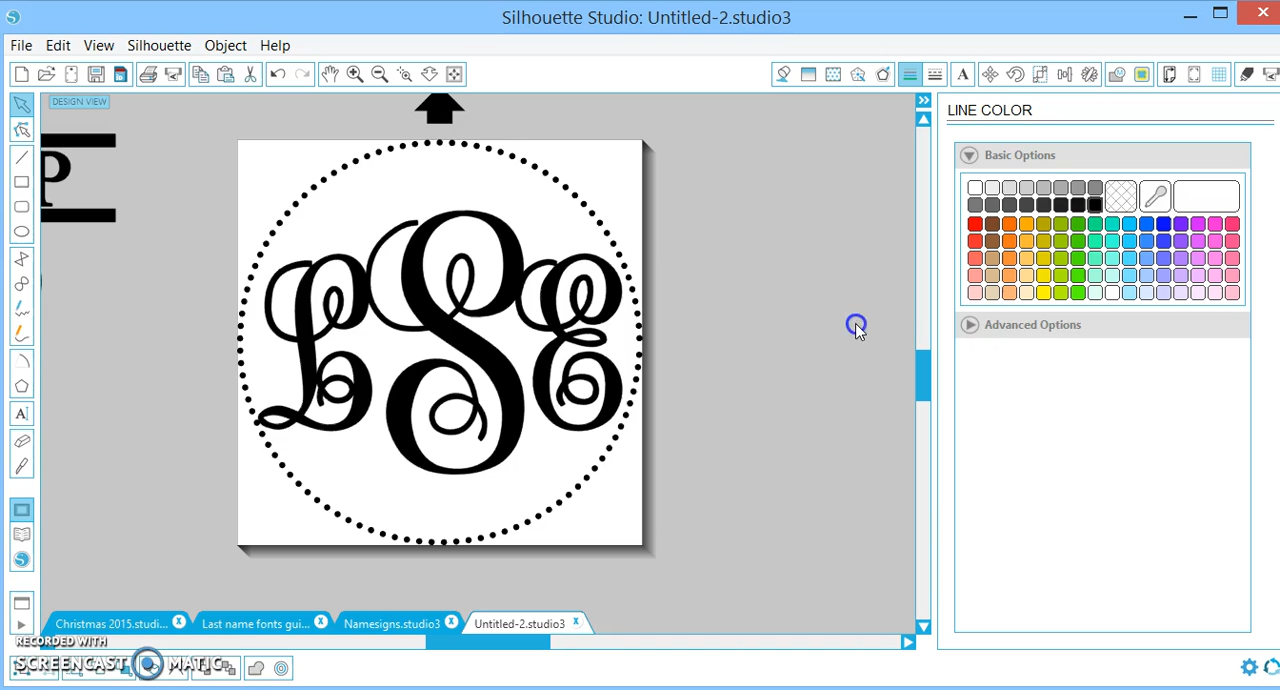 Silhouette Studio: Untitled-2.studio3
File Edit View Silhouette Object Help
DESIGN VIEW
LINE COLOR
Basic Options
Advanced Options
P
LSE
Christmas 2015.studi...
Last name fonts gui...
Namesigns.studio3
Untitled-2.studio3
RECORDED WITH
SCREENCAST MATIC